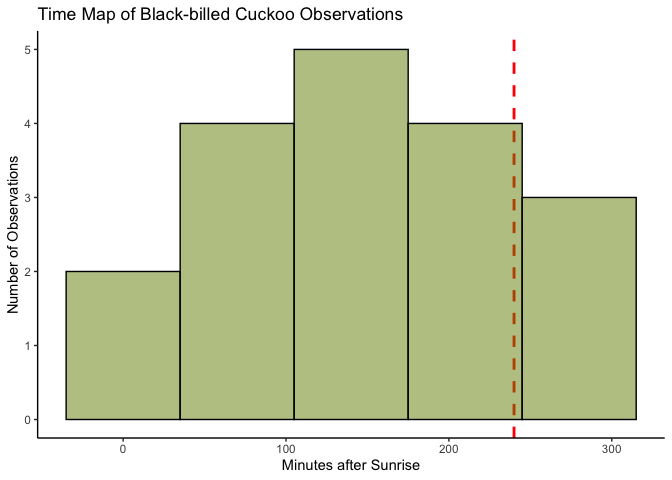 Time Map of Black-billed Cuckoo Observations
5
4
3
2
1
0
Number of Observations
0 100 200 300
Minutes after Sunrise